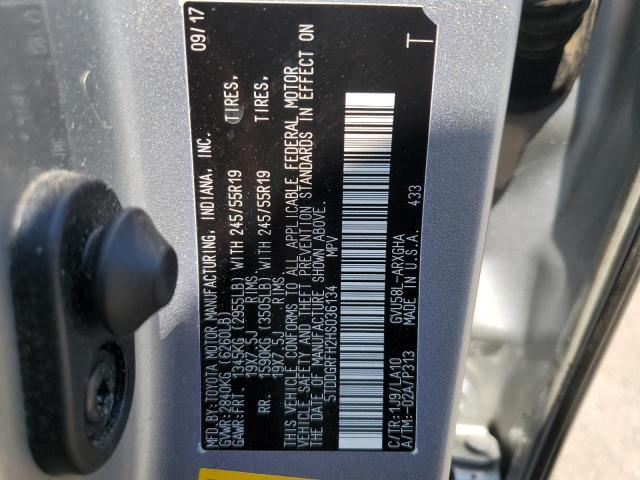 MFD.BY:TOYOTA MOTOR MANUFACTURING, INDIANA, INC. 09/17
GVWR:2840KG(6260LB)
GAWR:FRT 1345KG (2955LB) WITH 245/55R19 TIRES,
19X7.5J RIMS,
RR. 1590KG (3505LB) WITH 245/55R19 TIRES,
19X7.5J RIMS,
THIS VEHICLE CONFORMS TO ALL APPLICABLE FEDERAL MOTOR
VEHICLE SAFETY AND THEFT PREVENTION STANDARDS IN EFFECT ON
THE DATE OF MANUFACTURE SHOWN ABOVE.
5TDDGRFH2HS036134 MPV
C/TR:1J9/LA10 GVU58L-ARXGHA T
A/TM:-02A/P313 MADE IN U.S.A. 433